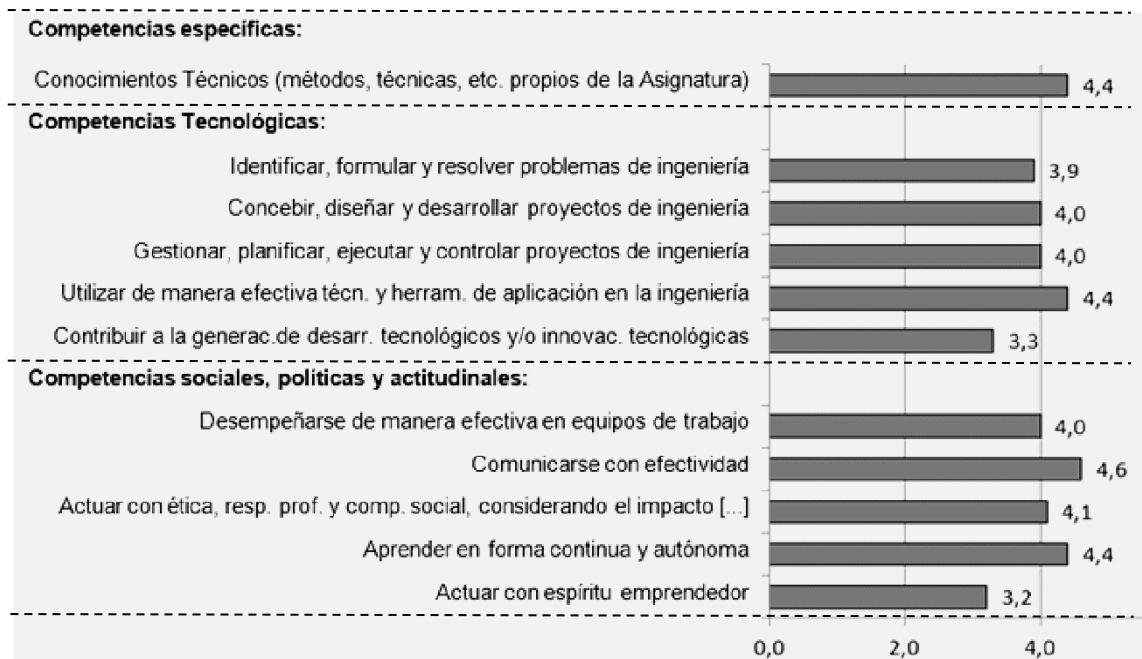 Competencias específicas:
Conocimientos Técnicos (métodos, técnicas, etc. propios de la Asignatura) 4,4
Competencias Tecnológicas:
Identificar, formular y resolver problemas de ingeniería 3,9
Concebir, diseñar y desarrollar proyectos de ingeniería 4,0
Gestionar, planificar, ejecutar y controlar proyectos de ingeniería 4,0
Utilizar de manera efectiva técn. y herram. de aplicación en la ingeniería 4,4
Contribuir a la generac.de desarr. tecnológicos y/o innovac. tecnológicas 3,3
Competencias sociales, políticas y actitudinales:
Desempeñarse de manera efectiva en equipos de trabajo 4,0
Comunicarse con efectividad 4,6
Actuar con ética, resp. prof. y comp. social, considerando el impacto [...] 4,1
Aprender en forma continua y autónoma 4,4
Actuar con espíritu emprendedor 3,2
0,0 2,0 4,0